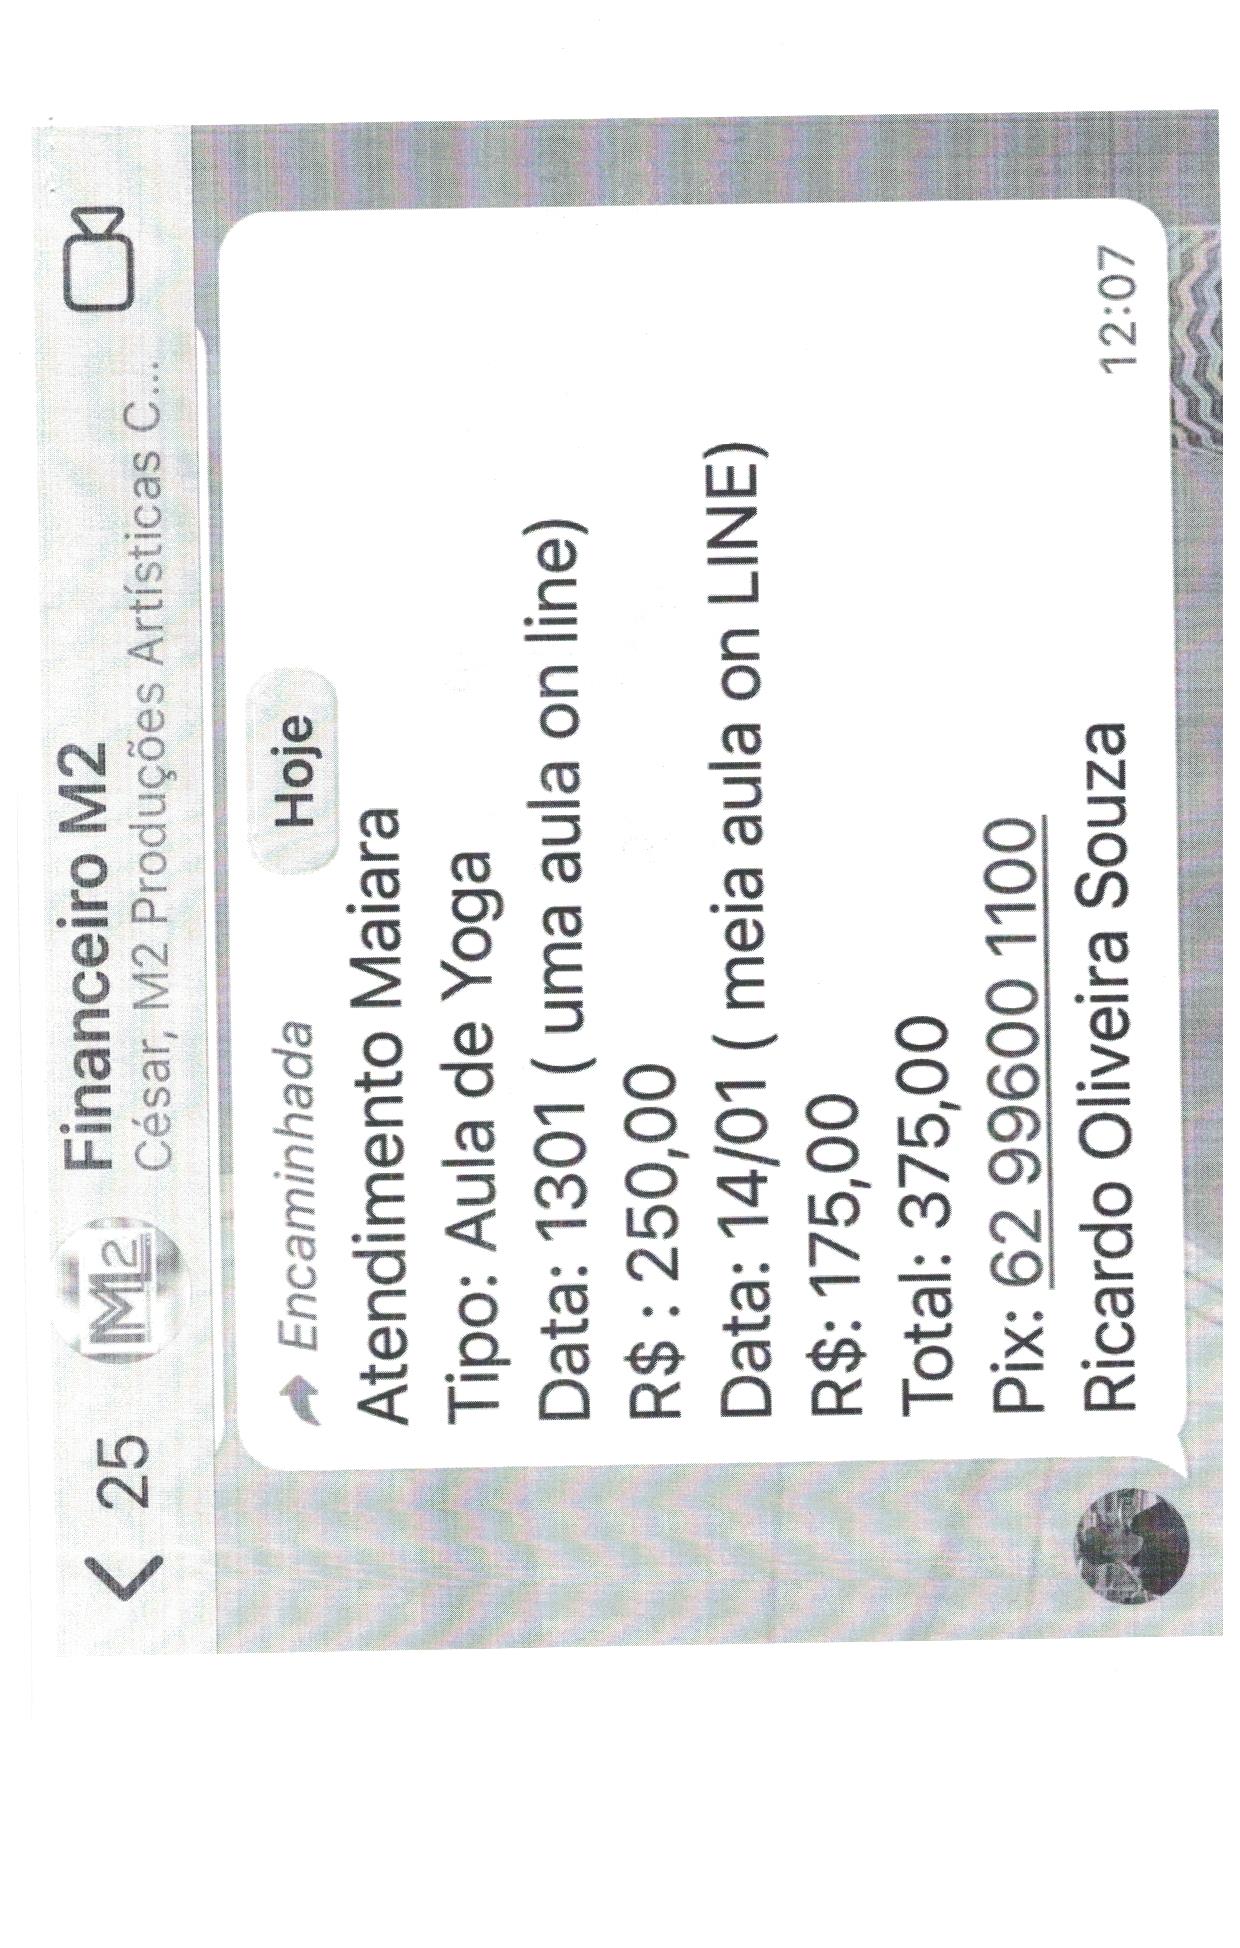 25
M2
Financeiro M2
César, M2 Produções Artísticas C...
Hoje
Encaminhada
Atendimento Maiara
Tipo: Aula de Yoga
Data: 1301 ( uma aula on line)
R$ : 250,00
Data: 14/01 ( meia aula on LINE)
R$: 175,00
Total: 375,00
Pix: 62 99600 1100
Ricardo Oliveira Souza
12:07